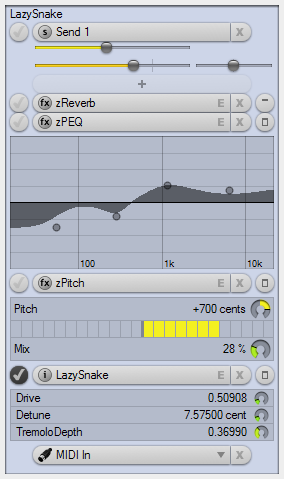 LazySnake
S Send 1 X
+
fx zReverb E X
fx zPEQ E X
100 1k 10k
fx zPitch E X
Pitch +700 cents
Mix 28 %
i LazySnake E X
Drive 0.50908
Detune 7.57500 cent
TremoloDepth 0.36990
MIDI In X